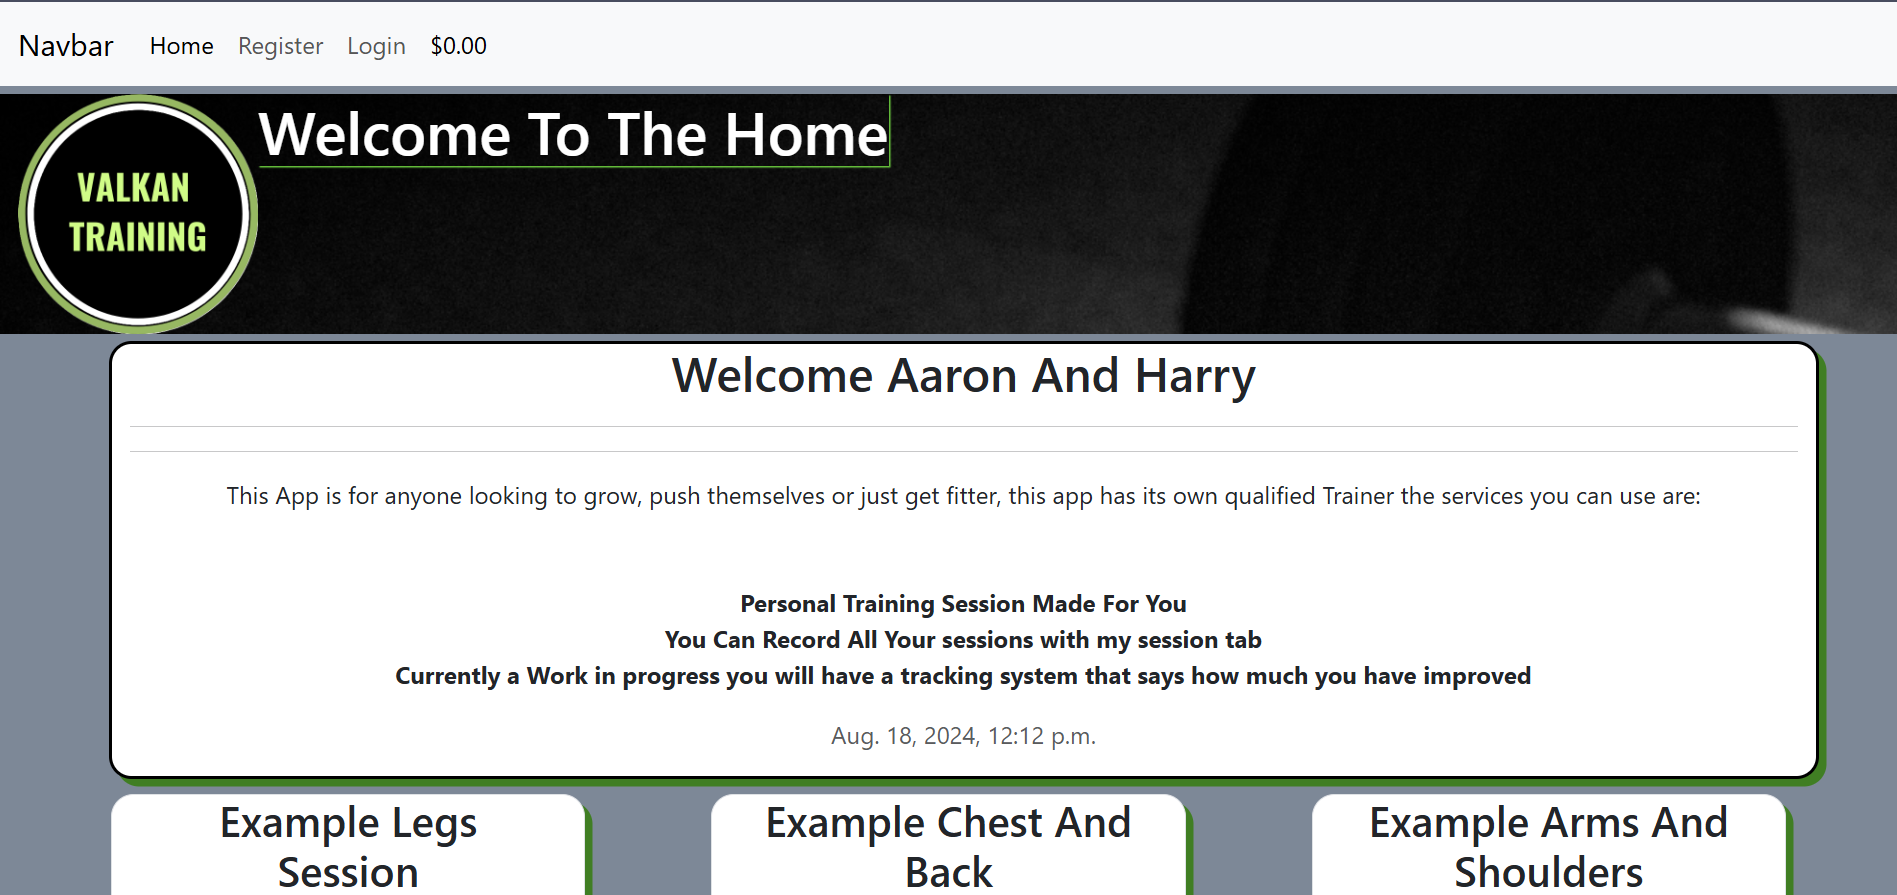 Navbar Home Register Login $0.00
VALKAN
TRAINING
Welcome To The Home
Welcome Aaron And Harry
This App is for anyone looking to grow, push themselves or just get fitter, this app has its own qualified Trainer the services you can use are:
Personal Training Session Made For You
You Can Record All Your sessions with my session tab
Currently a Work in progress you will have a tracking system that says how much you have improved
Aug. 18, 2024, 12:12 p.m.
Example Legs
Session
Example Chest And
Back
Example Arms And
Shoulders